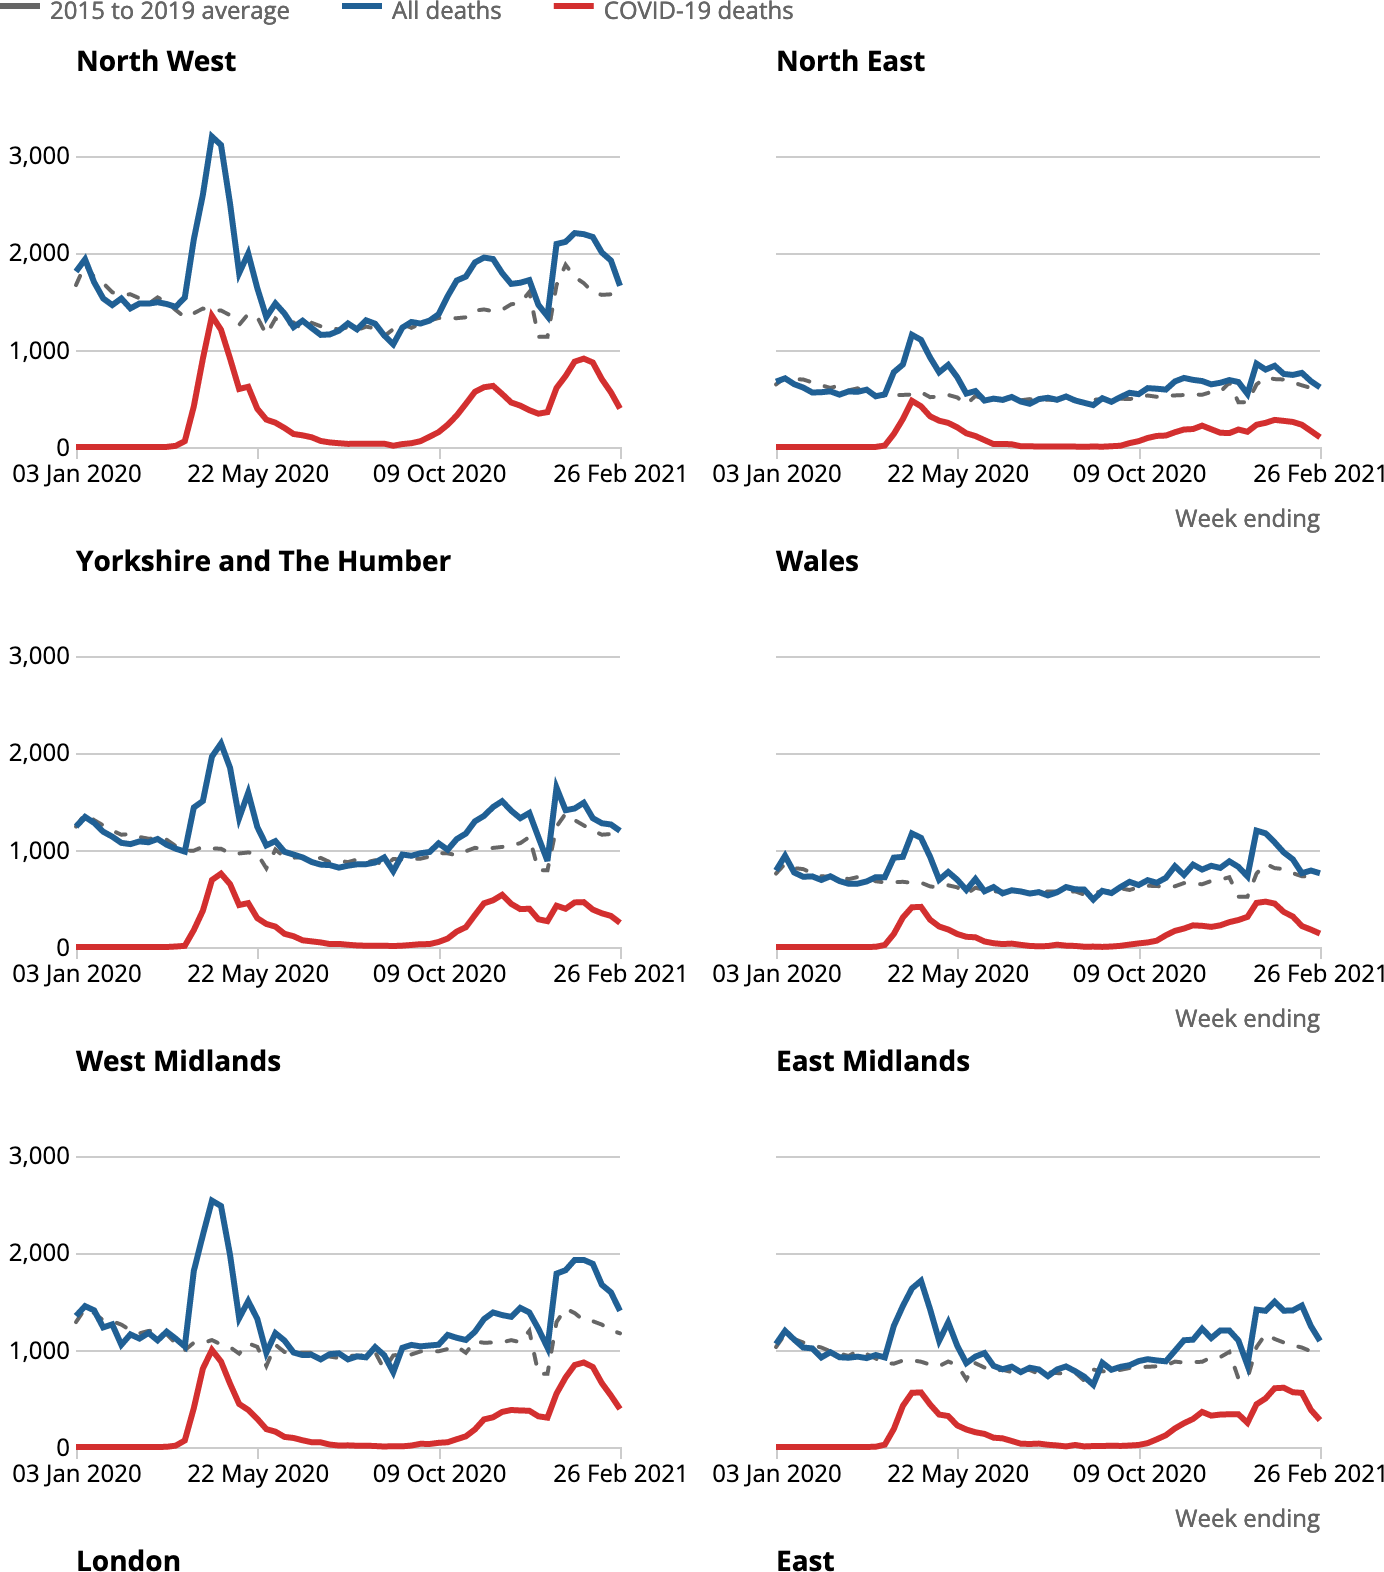 2015 to 2019 average All deaths COVID-19 deaths
North West
3,000
2,000
1,000
0
03 Jan 2020 22 May 2020 09 Oct 2020 26 Feb 2021
North East
03 Jan 2020 22 May 2020 09 Oct 2020 26 Feb 2021
Week ending
Yorkshire and The Humber
3,000
2,000
1,000
0
03 Jan 2020 22 May 2020 09 Oct 2020 26 Feb 2021
Wales
03 Jan 2020 22 May 2020 09 Oct 2020 26 Feb 2021
Week ending
West Midlands
3,000
2,000
1,000
0
03 Jan 2020 22 May 2020 09 Oct 2020 26 Feb 2021
East Midlands
03 Jan 2020 22 May 2020 09 Oct 2020 26 Feb 2021
Week ending
London
East